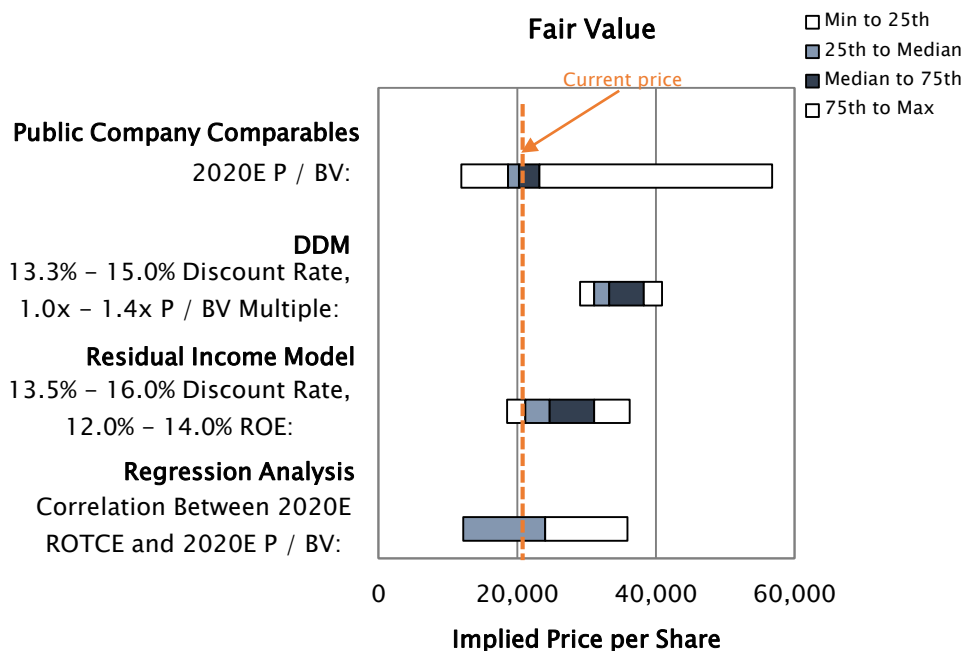 Fair Value
Min to 25th
25th to Median
Median to 75th
75th to Max
Current price
Public Company Comparables
2020E P / BV:
DDM
13.3% – 15.0% Discount Rate,
1.0x – 1.4x P / BV Multiple:
Residual Income Model
13.5% – 16.0% Discount Rate,
12.0% – 14.0% ROE:
Regression Analysis
Correlation Between 2020E
ROTCE and 2020E P / BV:
0 20,000 40,000 60,000
Implied Price per Share